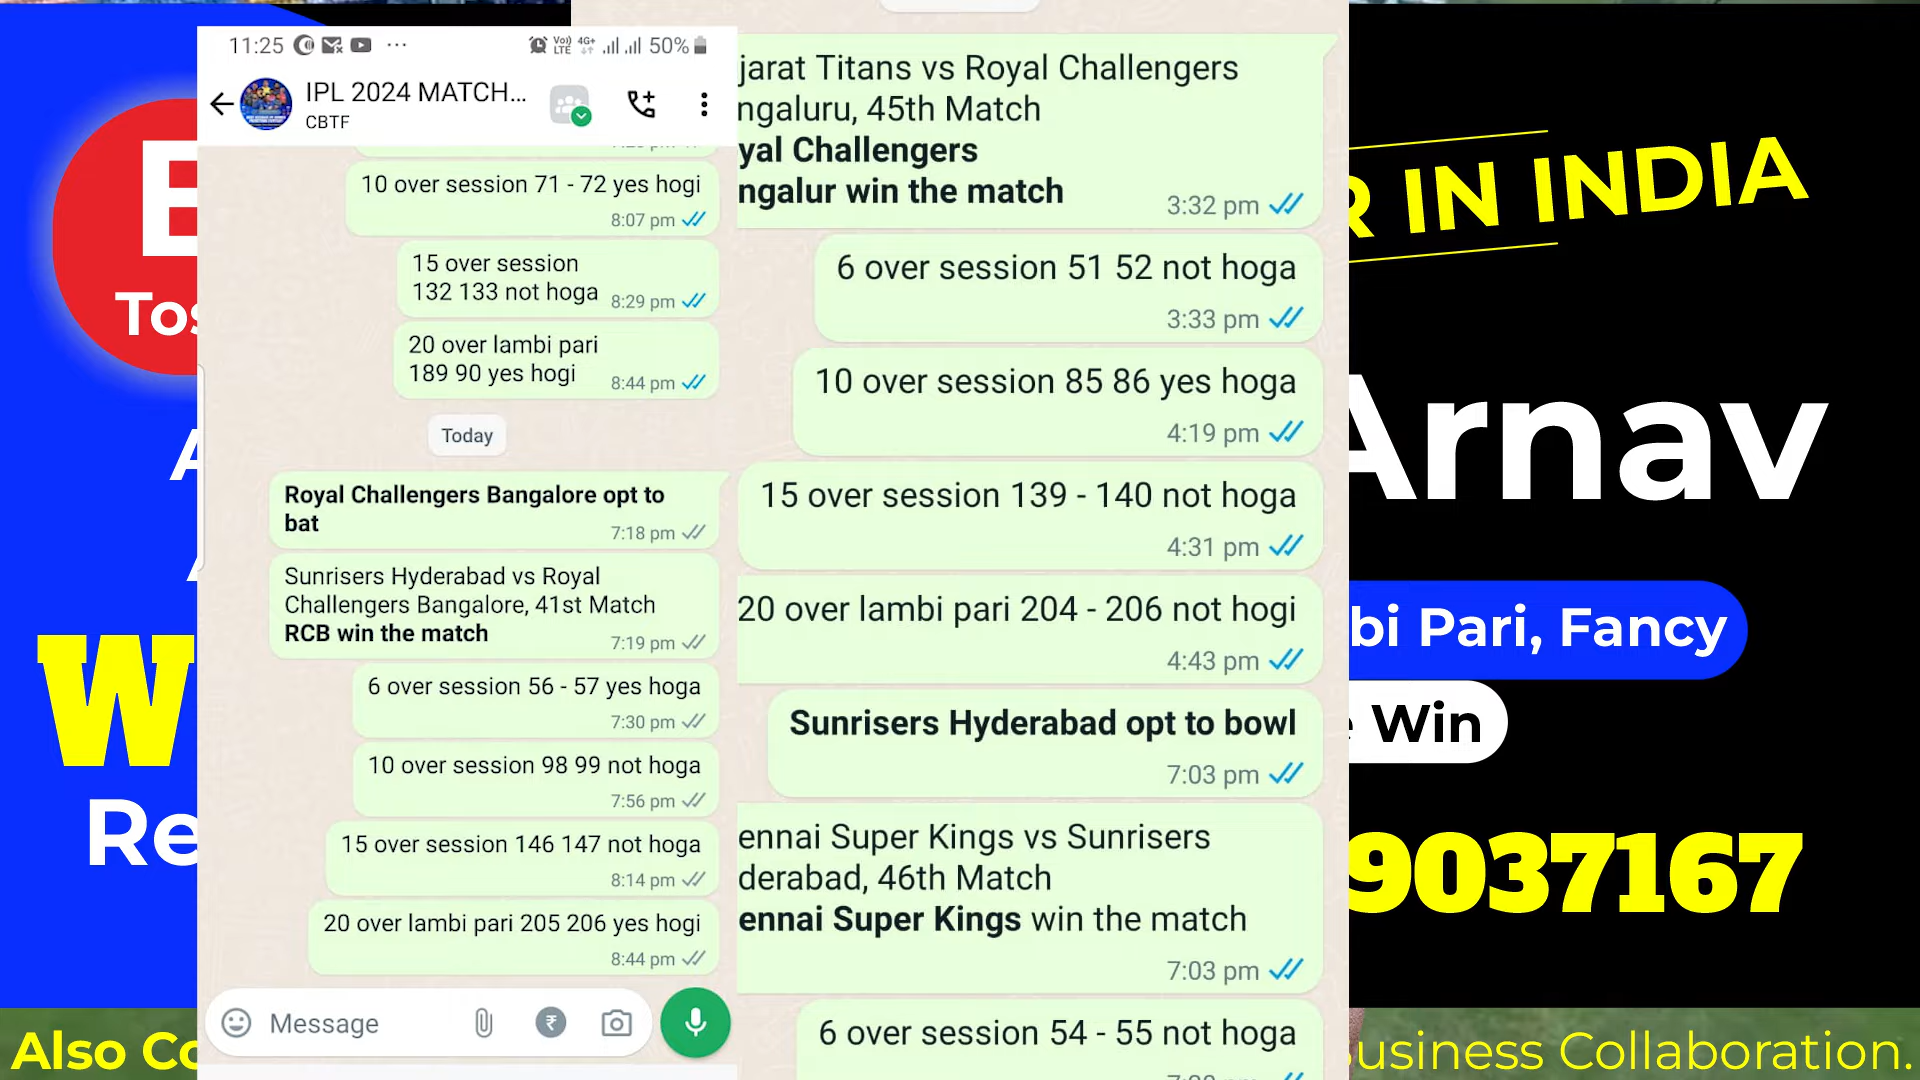 11:25
50%
IPL 2024 MATCH...
CBTF
10 over session 71 - 72 yes hogi
8:07 pm
15 over session
132 133 not hoga
8:29 pm
20 over lambi pari
189 90 yes hogi
8:44 pm
Today
Royal Challengers Bangalore opt to
bat
7:18 pm
Sunrisers Hyderabad vs Royal
Challengers Bangalore, 41st Match
RCB win the match
7:19 pm
6 over session 56 - 57 yes hoga
7:30 pm
10 over session 98 99 not hoga
7:56 pm
15 over session 146 147 not hoga
8:14 pm
20 over lambi pari 205 206 yes hogi
8:44 pm
Message
jarat Titans vs Royal Challengers
ngaluru, 45th Match
yal Challengers
ngalur win the match
3:32 pm
6 over session 51 52 not hoga
3:33 pm
10 over session 85 86 yes hoga
4:19 pm
15 over session 139 - 140 not hoga
4:31 pm
20 over lambi pari 204 - 206 not hogi
4:43 pm
Sunrisers Hyderabad opt to bowl
7:03 pm
ennai Super Kings vs Sunrisers
derabad, 46th Match
ennai Super Kings win the match
7:03 pm
6 over session 54 - 55 not hoga
R IN INDIA
Arnav
bi Pari, Fancy
Win
9037167
Tos
W
Re
Also Co
usiness Collaboration.